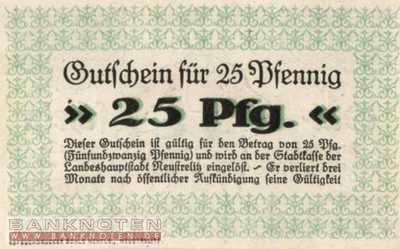 Gutschein für 25 Pfennig
» 25 Pfg. «
Dieser Gutschein ist gültig für den Betrag von 25 Pfg.
(Fünfundzwanzig Pfennig) und wird an der Stadtkasse der
Landeshauptstadt Neustrelitz eingelöst. - Er verliert drei
Monate nach öffentlicher Aufkündigung seine Gültigkeit
BANKNOTEN
WWW.BANKNOTEN.DE